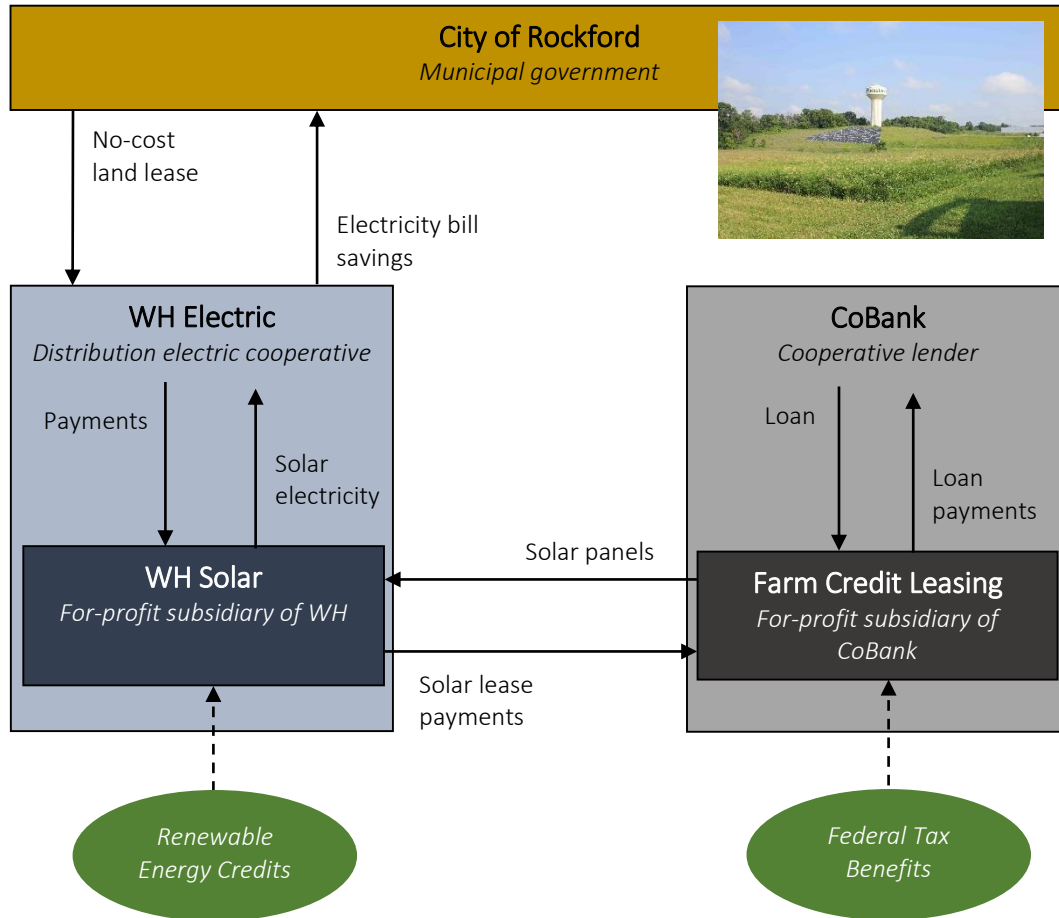 City of Rockford
Municipal government
No-cost
land lease
Electricity bill
savings
WH Electric
Distribution electric cooperative
Payments
Solar
electricity
WH Solar
For-profit subsidiary of WH
CoBank
Cooperative lender
Loan
Loan
payments
Farm Credit Leasing
For-profit subsidiary of
CoBank
Solar panels
Solar lease
payments
Renewable
Energy Credits
Federal Tax
Benefits